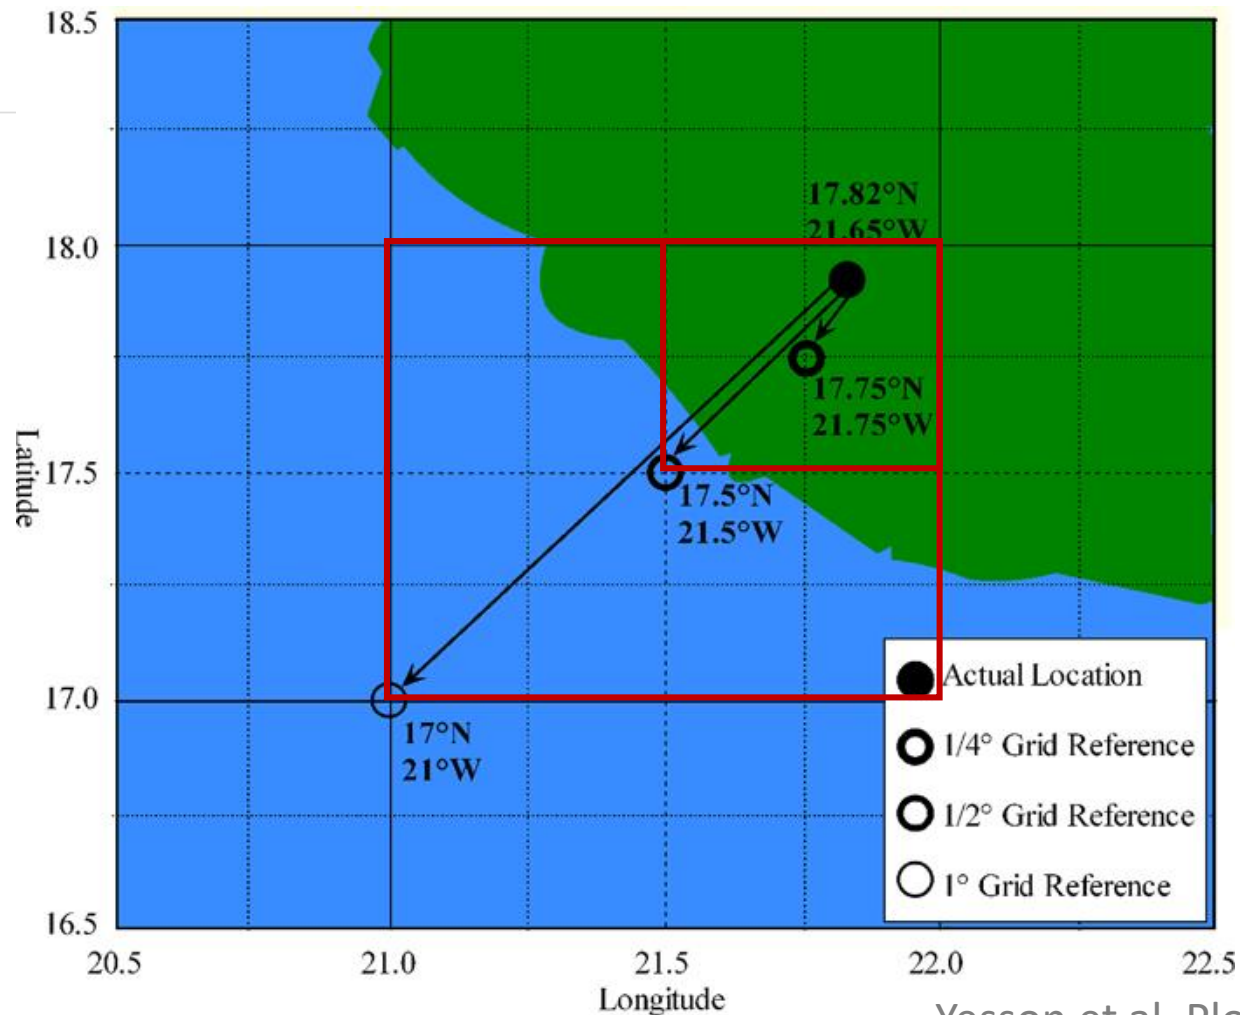 18.5
17.82°N
21.65°W
18.0
17.75°N
21.75°W
Latitude
17.5
17.5°N
21.5°W
17.0
17°N
21°W
Actual Location
1/4° Grid Reference
1/2° Grid Reference
1° Grid Reference
16.5
20.5
21.0
21.5
22.0
22.5
Longitude